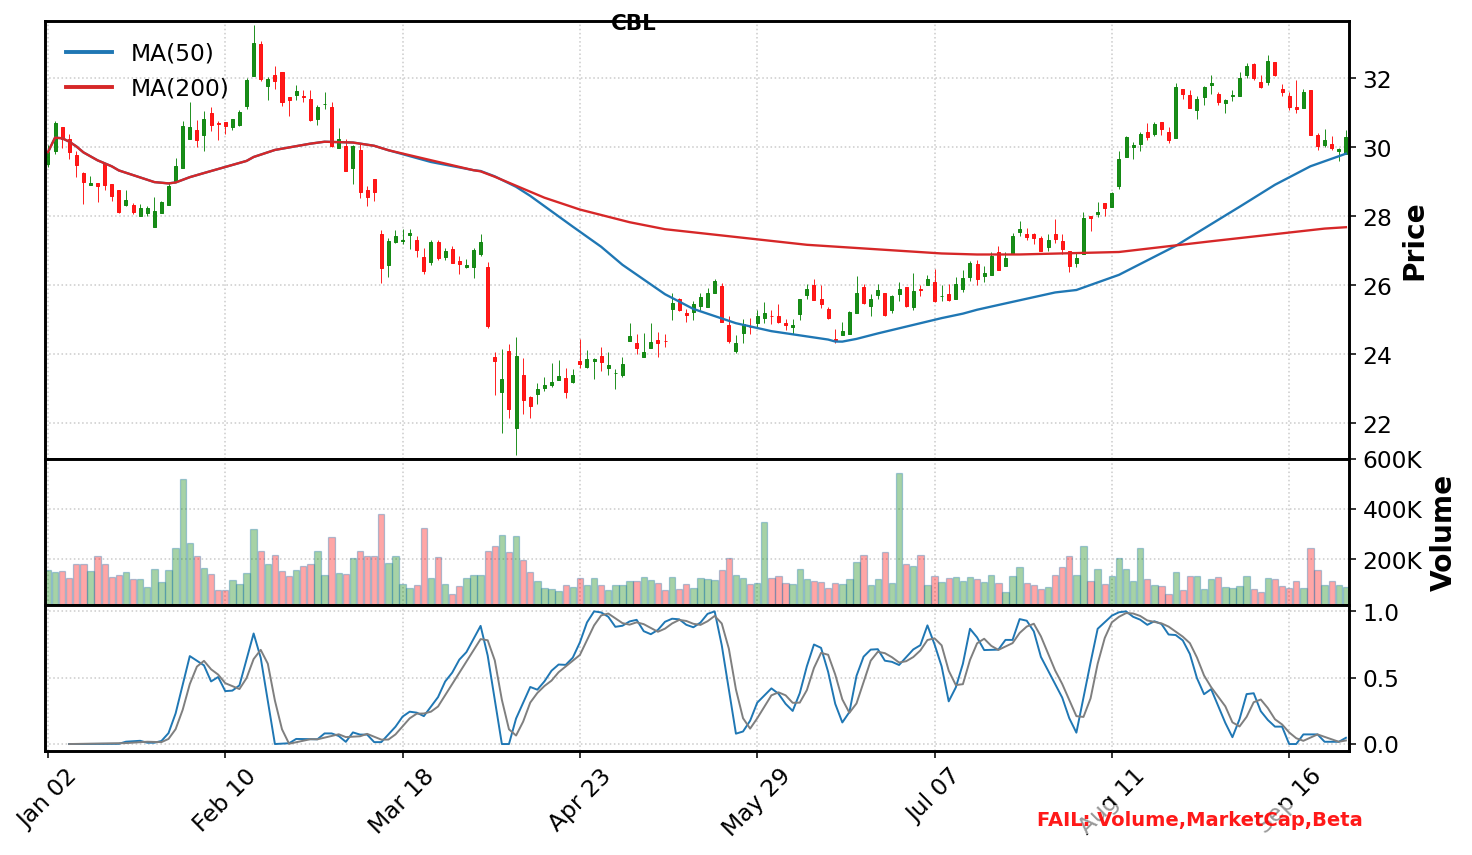 CBL
MA(50)
MA(200)
32
30
28
26
24
22
Price
600K
400K
200K
Volume
1.0
0.5
0.0
Jan 02
Feb 10
Mar 18
Apr 23
May 29
Jul 07
Aug 11
Sep 16
FAIL: Volume,MarketCap,Beta